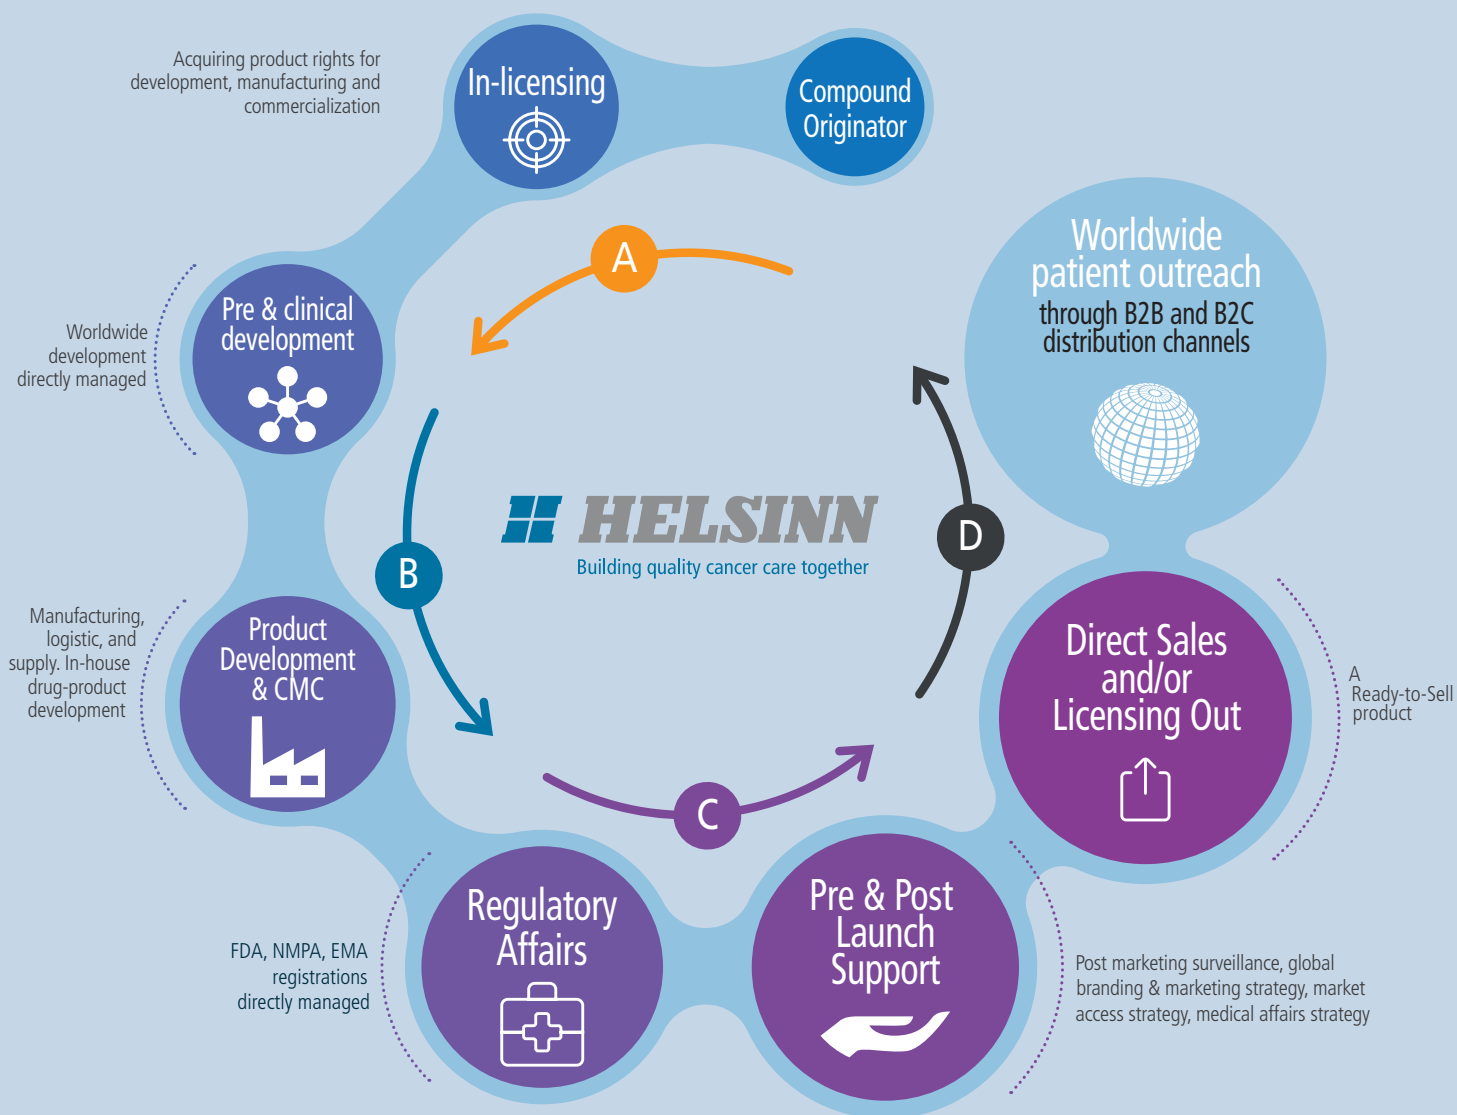 Acquiring product rights for
development, manufacturing and
commercialization
In-licensing
Compound
Originator
Worldwide
patient outreach
through B2B and B2C
distribution channels
A
Pre & clinical
development
Worldwide
development
directly managed
HELSINN
Building quality cancer care together
B
D
Manufacturing,
logistic, and
supply. In-house
drug-product
development
Product
Development
& CMC
Direct Sales
and/or
Licensing Out
A
Ready-to-Sell
product
C
Regulatory
Affairs
FDA, NMPA, EMA
registrations
directly managed
Pre & Post
Launch
Support
Post marketing surveillance, global
branding & marketing strategy, market
access strategy, medical affairs strategy